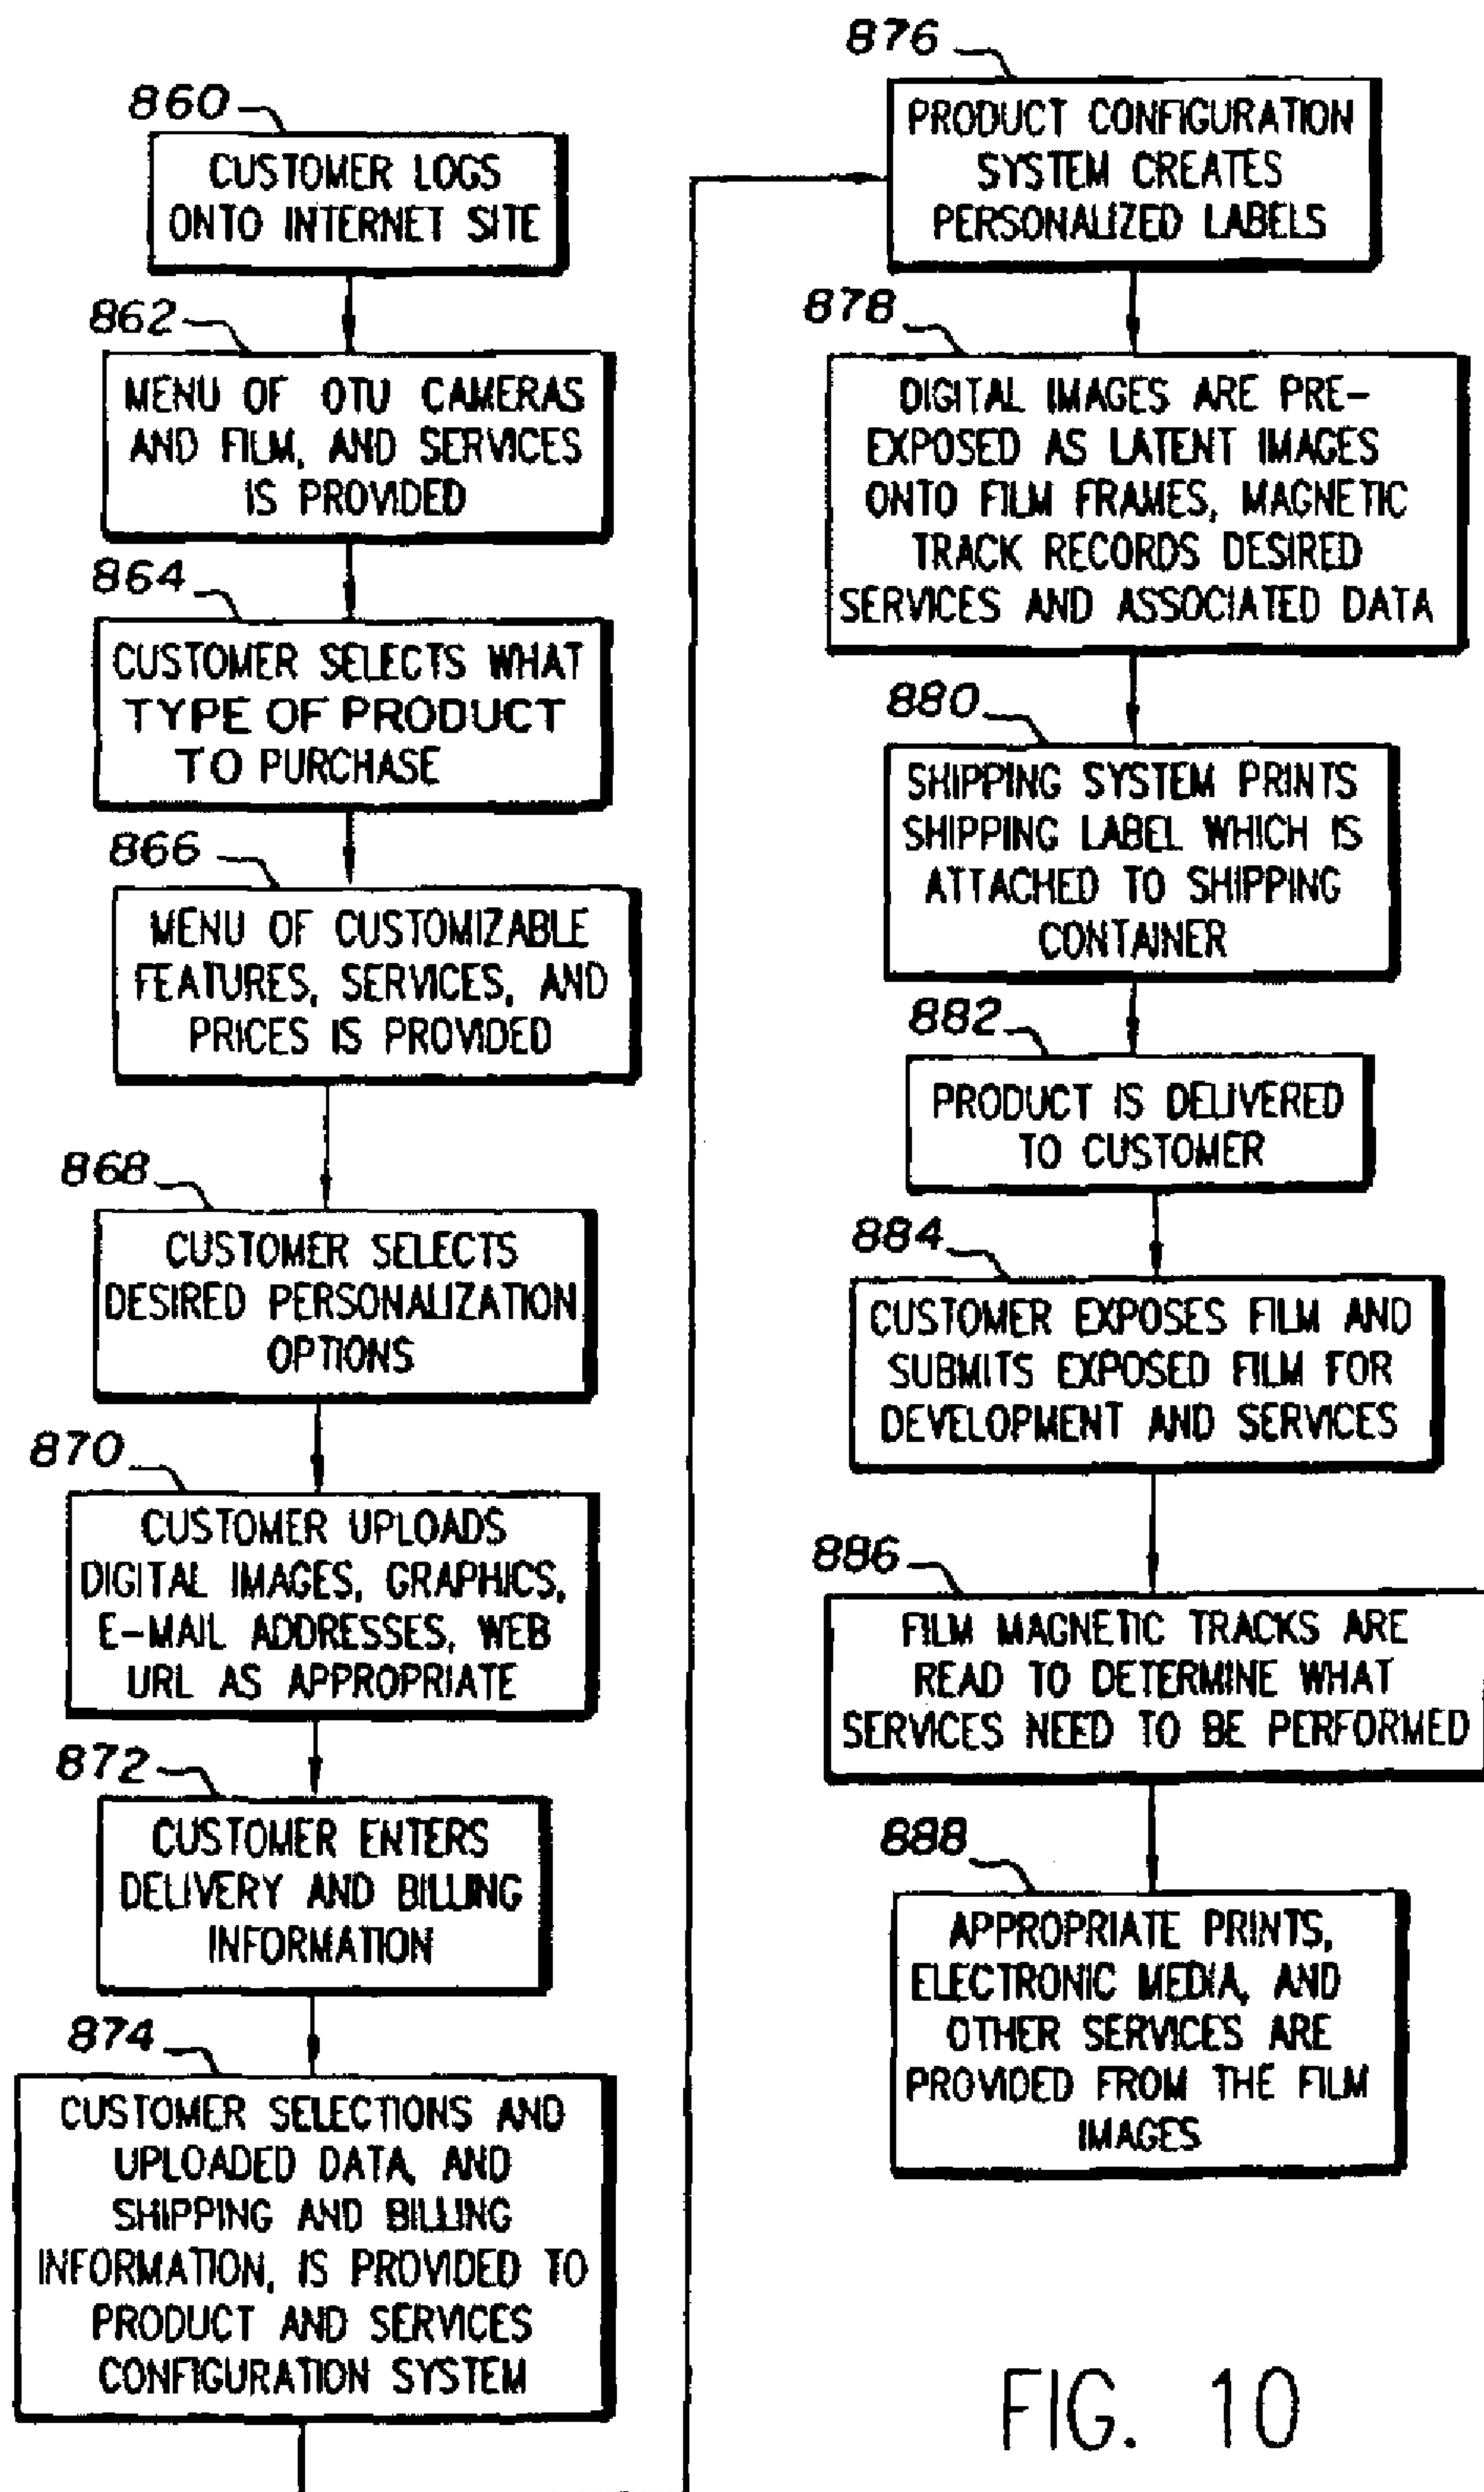 860
CUSTOMER LOGS
ONTO INTERNET SITE
862
MENU OF OTU CAMERAS
AND FILM, AND SERVICES
IS PROVIDED
864
CUSTOMER SELECTS WHAT
TYPE OF PRODUCT
TO PURCHASE
866
MENU OF CUSTOMIZABLE
FEATURES, SERVICES, AND
PRICES IS PROVIDED
868
CUSTOMER SELECTS
DESIRED PERSONALIZATION
OPTIONS
870
CUSTOMER UPLOADS
DIGITAL IMAGES, GRAPHICS,
E-MAIL ADDRESSES, WEB
URL AS APPROPRIATE
872
CUSTOMER ENTERS
DELIVERY AND BILLING
INFORMATION
874
CUSTOMER SELECTIONS AND
UPLOADED DATA, AND
SHIPPING AND BILLING
INFORMATION, IS PROVIDED TO
PRODUCT AND SERVICES
CONFIGURATION SYSTEM
876
PRODUCT CONFIGURATION
SYSTEM CREATES
PERSONALIZED LABELS
878
DIGITAL IMAGES ARE PRE-
EXPOSED AS LATENT IMAGES
ONTO FILM FRAMES, MAGNETIC
TRACK RECORDS DESIRED
SERVICES AND ASSOCIATED DATA
880
SHIPPING SYSTEM PRINTS
SHIPPING LABEL WHICH IS
ATTACHED TO SHIPPING
CONTAINER
882
PRODUCT IS DELIVERED
TO CUSTOMER
884
CUSTOMER EXPOSES FILM AND
SUBMITS EXPOSED FILM FOR
DEVELOPMENT AND SERVICES
886
FILM MAGNETIC TRACKS ARE
READ TO DETERMINE WHAT
SERVICES NEED TO BE PERFORMED
888
APPROPRIATE PRINTS,
ELECTRONIC MEDIA, AND
OTHER SERVICES ARE
PROVIDED FROM THE FILM
IMAGES
FIG. 10